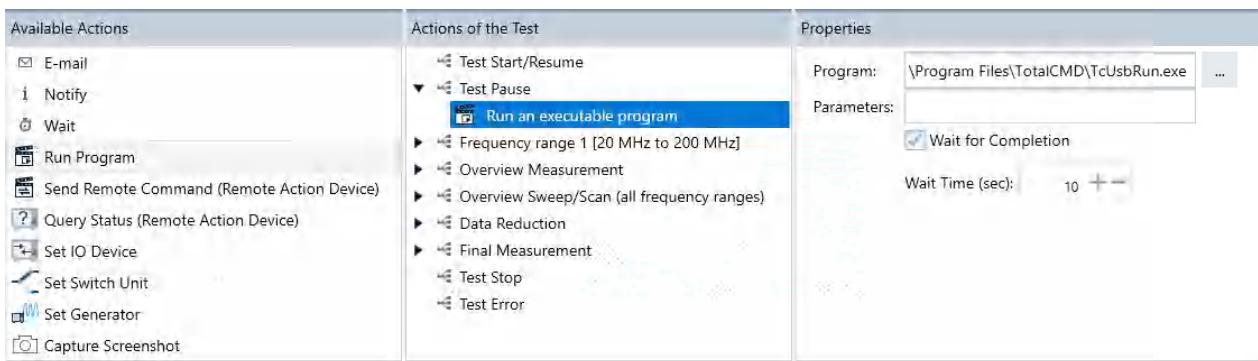 Available Actions
E-mail
Notify
Wait
Run Program
Send Remote Command (Remote Action Device)
Query Status (Remote Action Device)
Set IO Device
Set Switch Unit
Set Generator
Capture Screenshot
Actions of the Test
Test Start/Resume
Test Pause
Run an executable program
Frequency range 1 [20 MHz to 200 MHz]
Overview Measurement
Overview Sweep/Scan (all frequency ranges)
Data Reduction
Final Measurement
Test Stop
Test Error
Properties
Program: \Program Files\TotalCMD\TcUsbRun.exe ...
Parameters:
Wait for Completion
Wait Time (sec): 10 + −